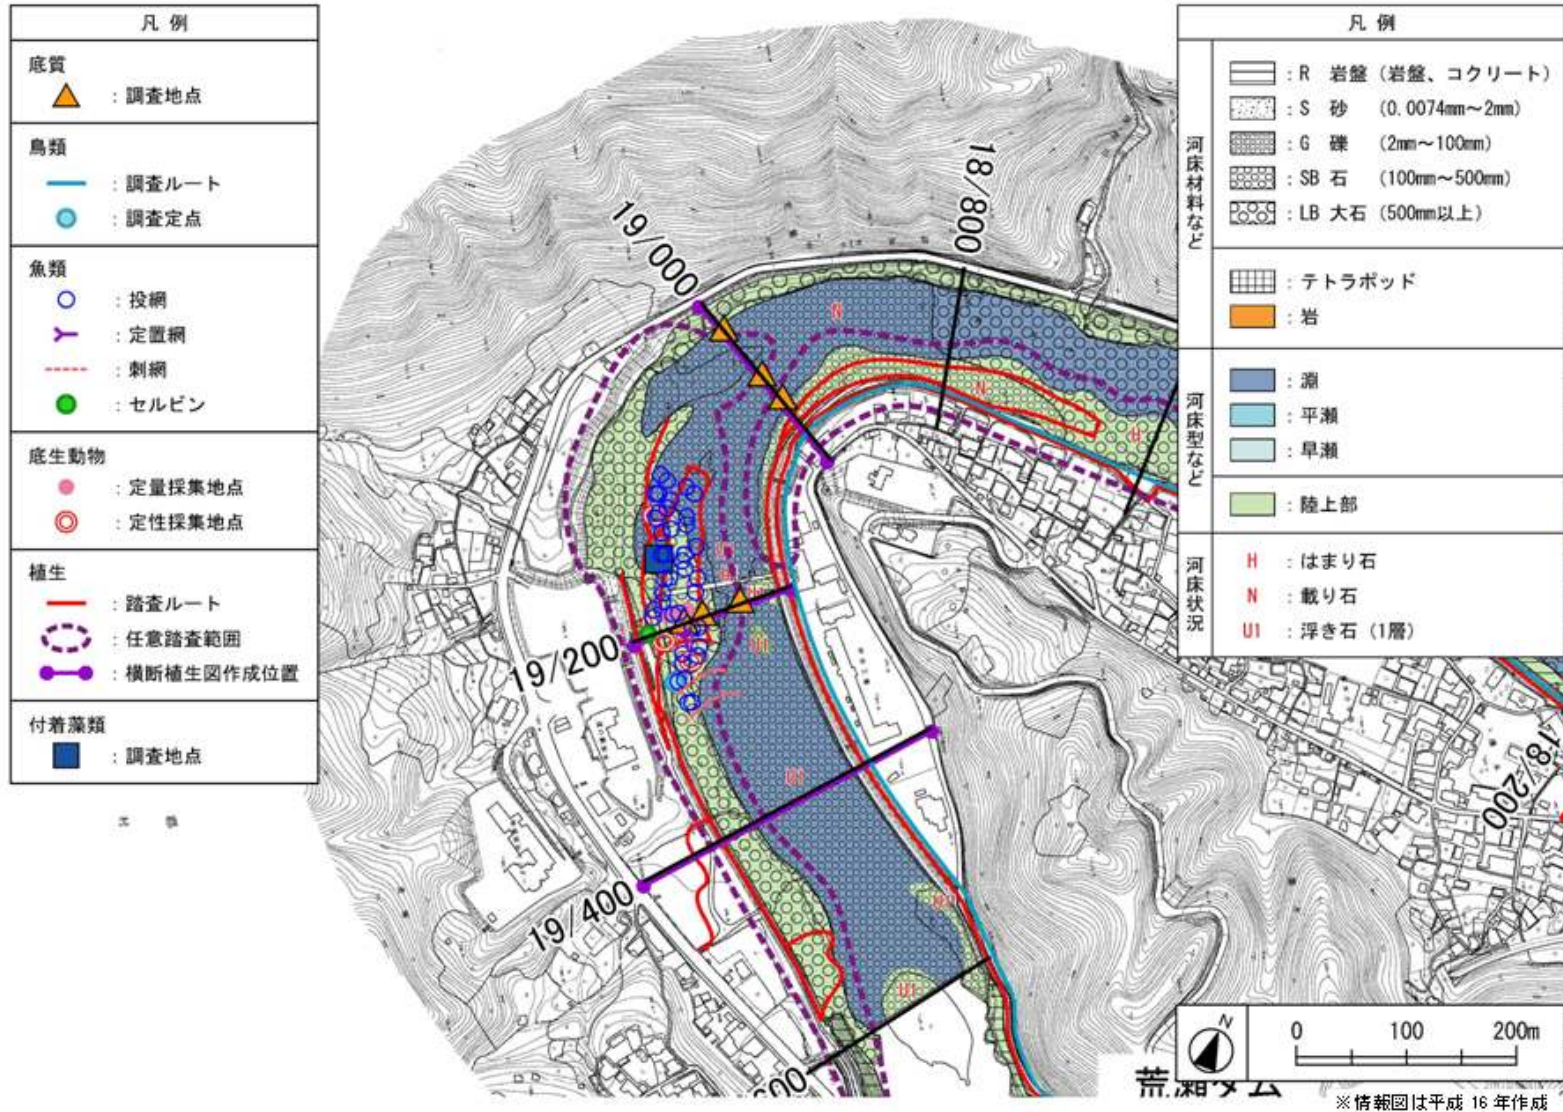 凡 例
底質
: 調査地点
鳥類
: 調査ルート
: 調査定点
魚類
: 投網
: 定置網
: 刺網
: セルビン
底生動物
: 定量採集地点
: 定性採集地点
植生
: 踏査ルート
: 任意踏査範囲
: 横断植生図作成位置
付着藻類
: 調査地点
凡 例
河床材料など
: R 岩盤 (岩盤、コクリート)
: S 砂 (0.0074mm～2mm)
: G 礫 (2mm～100mm)
: SB 石 (100mm～500mm)
: LB 大石 (500mm以上)
: テトラポッド
: 岩
河床型など
: 淵
: 平瀬
: 早瀬
: 陸上部
河床状況
H : はまり石
N : 載り石
U1 : 浮き石 (1層)
18/800
19/000
N
N
H
19/200
U1
U1
19/400
U1
600
18/200
荒瀬ダム
N
0 100 200m
※情報図は平成 16 年作成